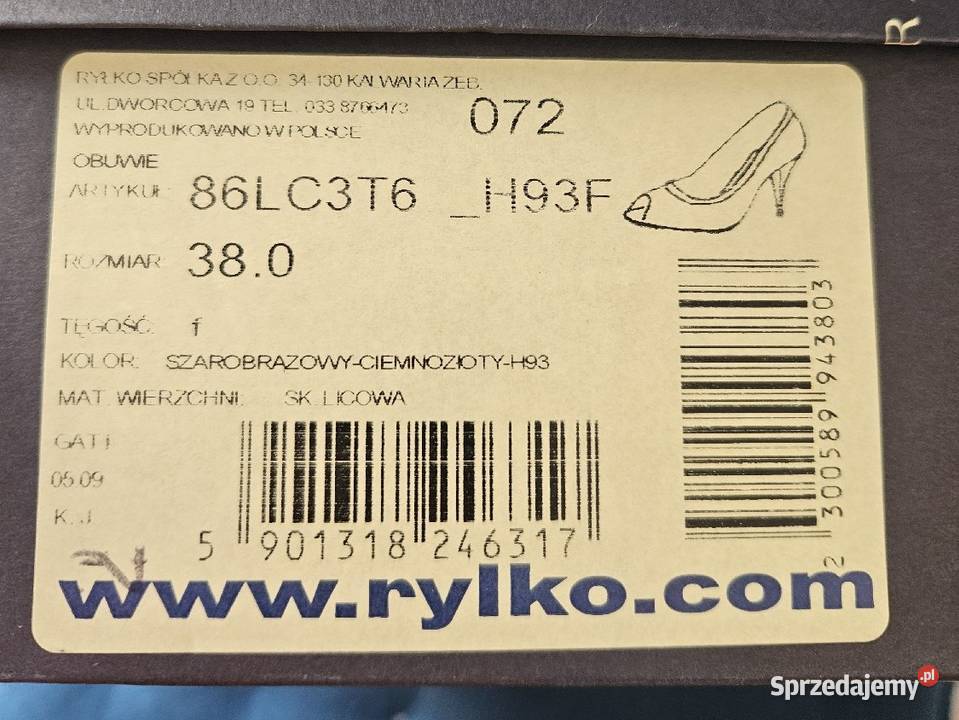 RYŁKO SPÓŁKA Z O.O. 34-130 KALWARIA ZEB.
UL.DWORCOWA 19 TEL. 033 8766473
WYPRODUKOWANO W POLSCE
072
OBUWIE
ARTYKUŁ: 86LC3T6 _H93F
ROZMIAR: 38.0
TĘGOŚĆ: f
KOLOR: SZAROBRAZOWY-CIEMNOZŁOTY-H93
MAT. WIERZCHNI: SK. LICOWA
GAT I
05.09
K. J
5 901318 246317
2 300589 943803
www.rylko.com
R
Sprzedajemy.pl